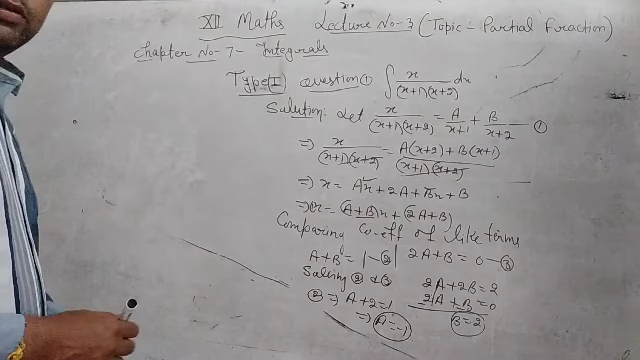 XII Maths Lecture No-3 (Topic - Partial Fraction)
Chapter No-7 - Integrals
Type I question ① ∫ x/((x+1)(x+2)) dx
Solution: Let x/((x+1)(x+2)) = A/(x+1) + B/(x+2) — ①
⇒ x/((x+1)(x+2)) = (A(x+2) + B(x+1))/((x+1)(x+2))
⇒ x = Ax + 2A + Bx + B
⇒ x = (A+B)x + (2A+B)
Comparing Co-eff of like terms
A+B = 1 — ② | 2A+B = 0 — ③
Solving ② & ③
2A+2B = 2
2A+B = 0
B = 2
② ⇒ A+2 = 1
⇒ A = -1